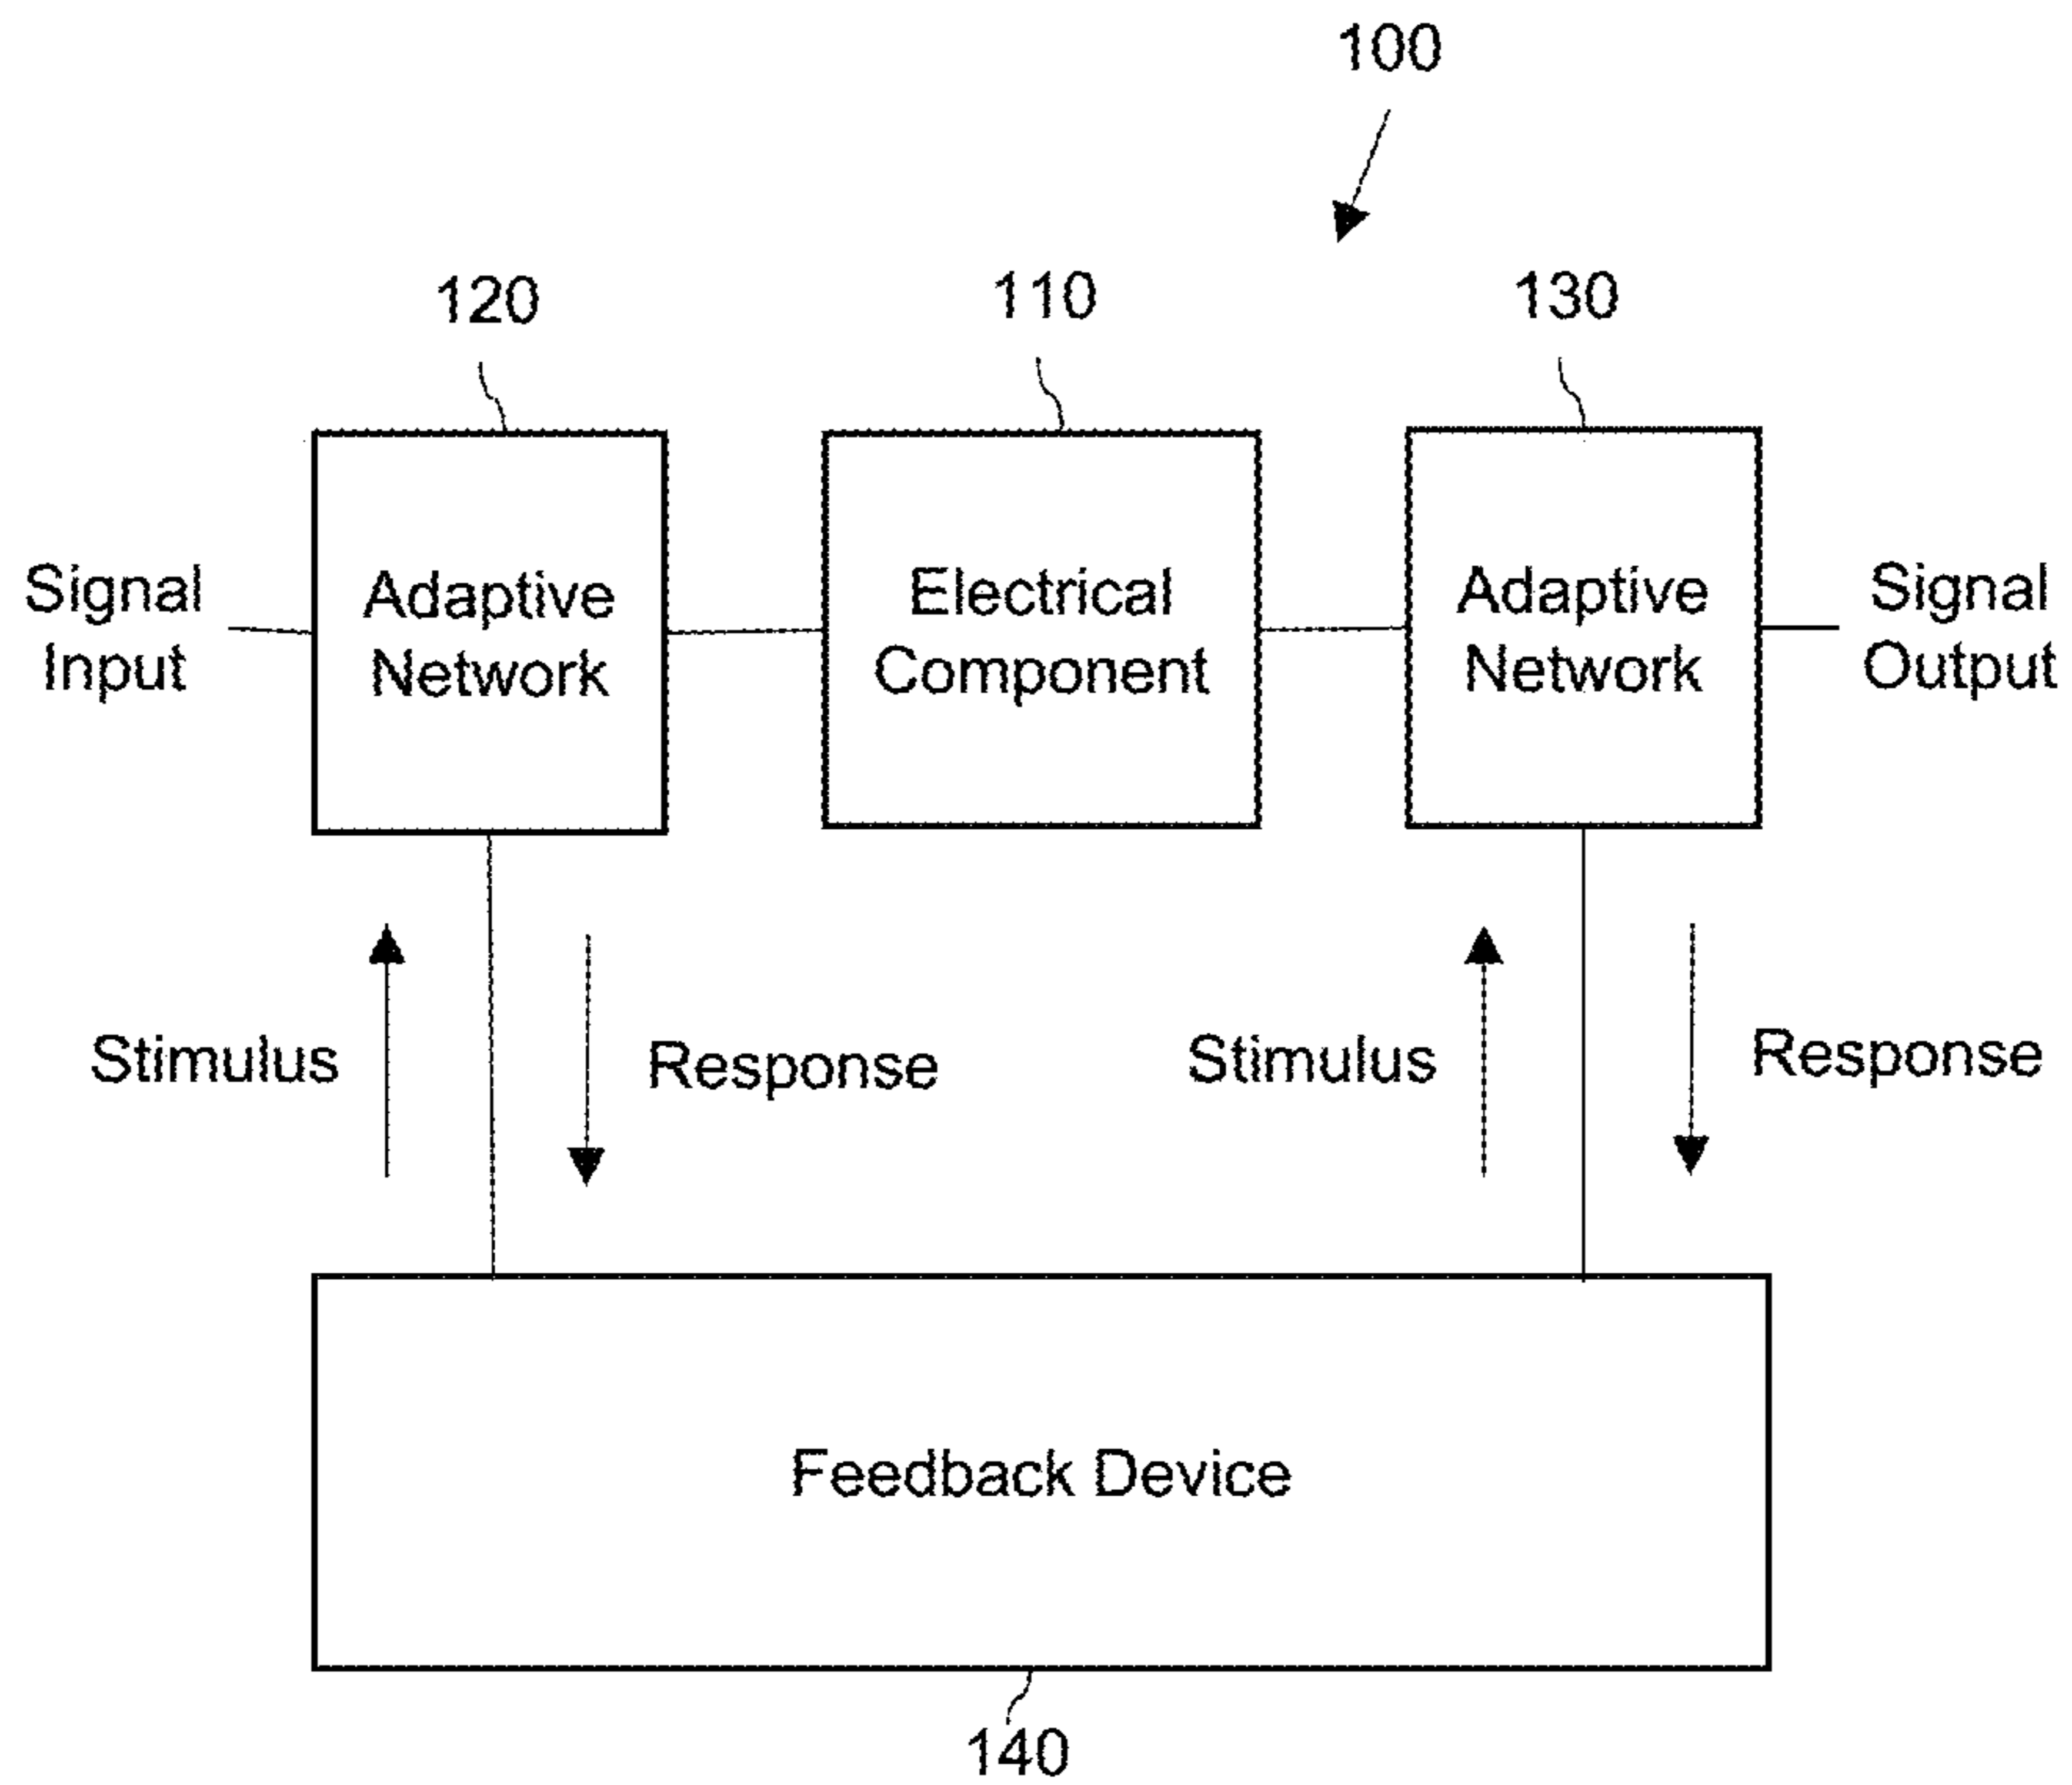 100
120
110
130
Signal
Input
Adaptive
Network
Electrical
Component
Adaptive
Network
Signal
Output
Stimulus
Response
Stimulus
Response
Feedback Device
140